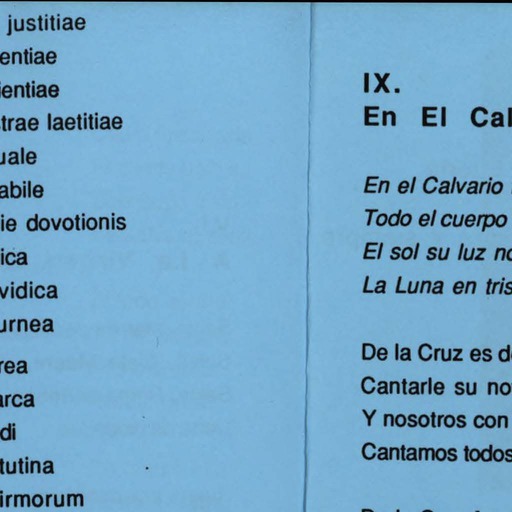 justitiae
entiae
ientiae
trae laetitiae
uale
abile
ie dovotionis
ica
vidica
urnea
rea
arca
di
tutina
irmorum
IX.
En El Cal
En el Calvario
Todo el cuerpo
El sol su luz no
La Luna en tris
De la Cruz es d
Cantarle su no
Y nosotros con
Cantamos todos